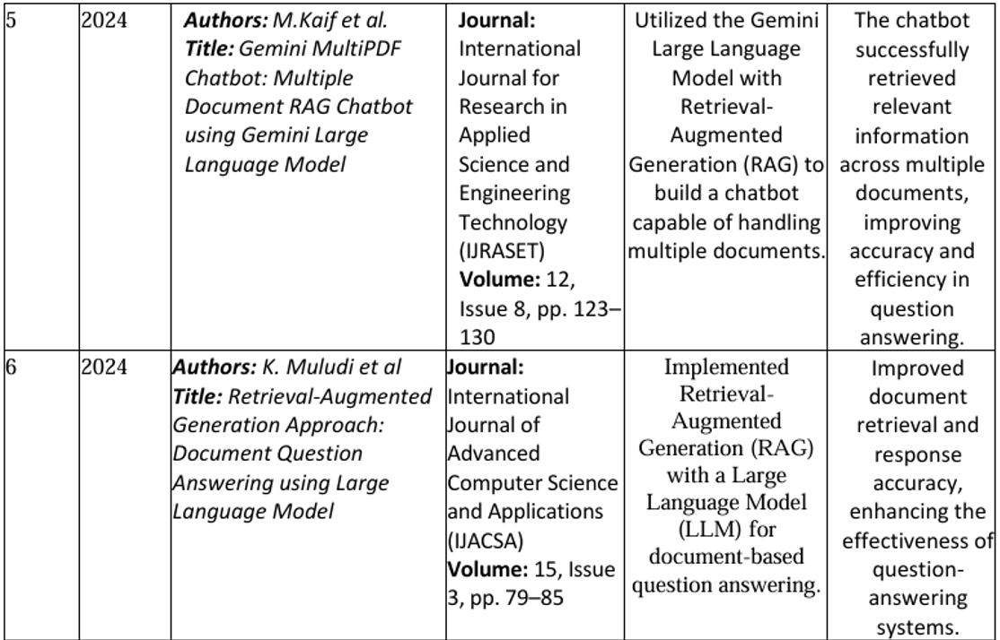 5
2024
Authors: M.Kaif et al.
Title: Gemini MultiPDF
Chatbot: Multiple
Document RAG Chatbot
using Gemini Large
Language Model
Journal:
International
Journal for
Research in
Applied
Science and
Engineering
Technology
(IJRASET)
Volume: 12,
Issue 8, pp. 123–
130
Utilized the Gemini
Large Language
Model with
Retrieval-
Augmented
Generation (RAG) to
build a chatbot
capable of handling
multiple documents.
The chatbot
successfully
retrieved
relevant
information
across multiple
documents,
improving
accuracy and
efficiency in
question
answering.
6
2024
Authors: K. Muludi et al
Title: Retrieval-Augmented
Generation Approach:
Document Question
Answering using Large
Language Model
Journal:
International
Journal of
Advanced
Computer Science
and Applications
(IJACSA)
Volume: 15, Issue
3, pp. 79–85
Implemented
Retrieval-
Augmented
Generation (RAG)
with a Large
Language Model
(LLM) for
document-based
question answering.
Improved
document
retrieval and
response
accuracy,
enhancing the
effectiveness of
question-
answering
systems.